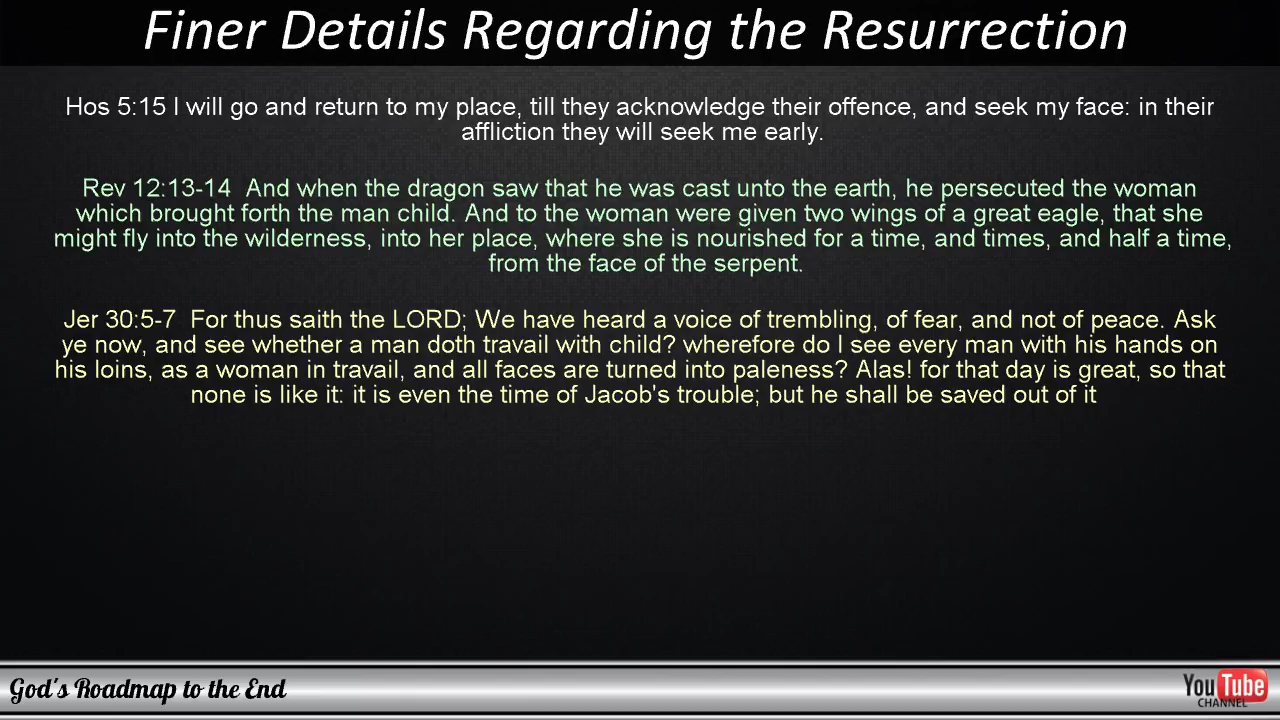 Finer Details Regarding the Resurrection
Hos 5:15 I will go and return to my place, till they acknowledge their offence, and seek my face: in their
affliction they will seek me early.
Rev 12:13-14  And when the dragon saw that he was cast unto the earth, he persecuted the woman
which brought forth the man child. And to the woman were given two wings of a great eagle, that she
might fly into the wilderness, into her place, where she is nourished for a time, and times, and half a time,
from the face of the serpent.
Jer 30:5-7  For thus saith the LORD; We have heard a voice of trembling, of fear, and not of peace. Ask
ye now, and see whether a man doth travail with child? wherefore do I see every man with his hands on
his loins, as a woman in travail, and all faces are turned into paleness? Alas! for that day is great, so that
none is like it: it is even the time of Jacob's trouble; but he shall be saved out of it
God's Roadmap to the End
YouTube
CHANNEL